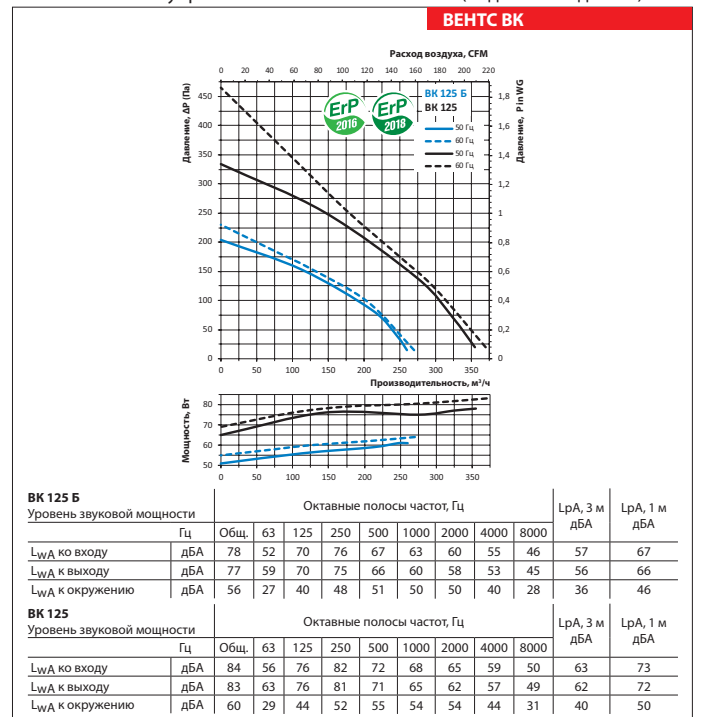 ВЕНТС ВК
Расход воздуха, CFM
0 20 40 60 80 100 120 140 160 180 200 220
Давление, ΔP (Па)
450
400
350
300
250
200
150
100
50
0
ErP 2016
ErP 2018
ВК 125 Б
ВК 125
50 Гц
60 Гц
50 Гц
60 Гц
Давление, P in WG
1,8
1,6
1,4
1,2
1
0,8
0,6
0,4
0,2
0
0 50 100 150 200 250 300 350
Производительность, м³/ч
Мощность, Вт
80
70
60
50
0 50 100 150 200 250 300 350
ВК 125 Б
Уровень звуковой мощности Октавные полосы частот, Гц LpA, 3 м дБА LpA, 1 м дБА
Гц Общ. 63 125 250 500 1000 2000 4000 8000
LWA ко входу дБА 78 52 70 76 67 63 60 55 46 57 67
LWA к выходу дБА 77 59 70 75 66 60 58 53 45 56 66
LWA к окружению дБА 56 27 40 48 51 50 50 40 28 36 46
ВК 125
Уровень звуковой мощности Октавные полосы частот, Гц LpA, 3 м дБА LpA, 1 м дБА
Гц Общ. 63 125 250 500 1000 2000 4000 8000
LWA ко входу дБА 84 56 76 82 72 68 65 59 50 63 73
LWA к выходу дБА 83 63 76 81 71 65 62 57 49 62 72
LWA к окружению дБА 60 29 44 52 55 54 54 44 31 40 50